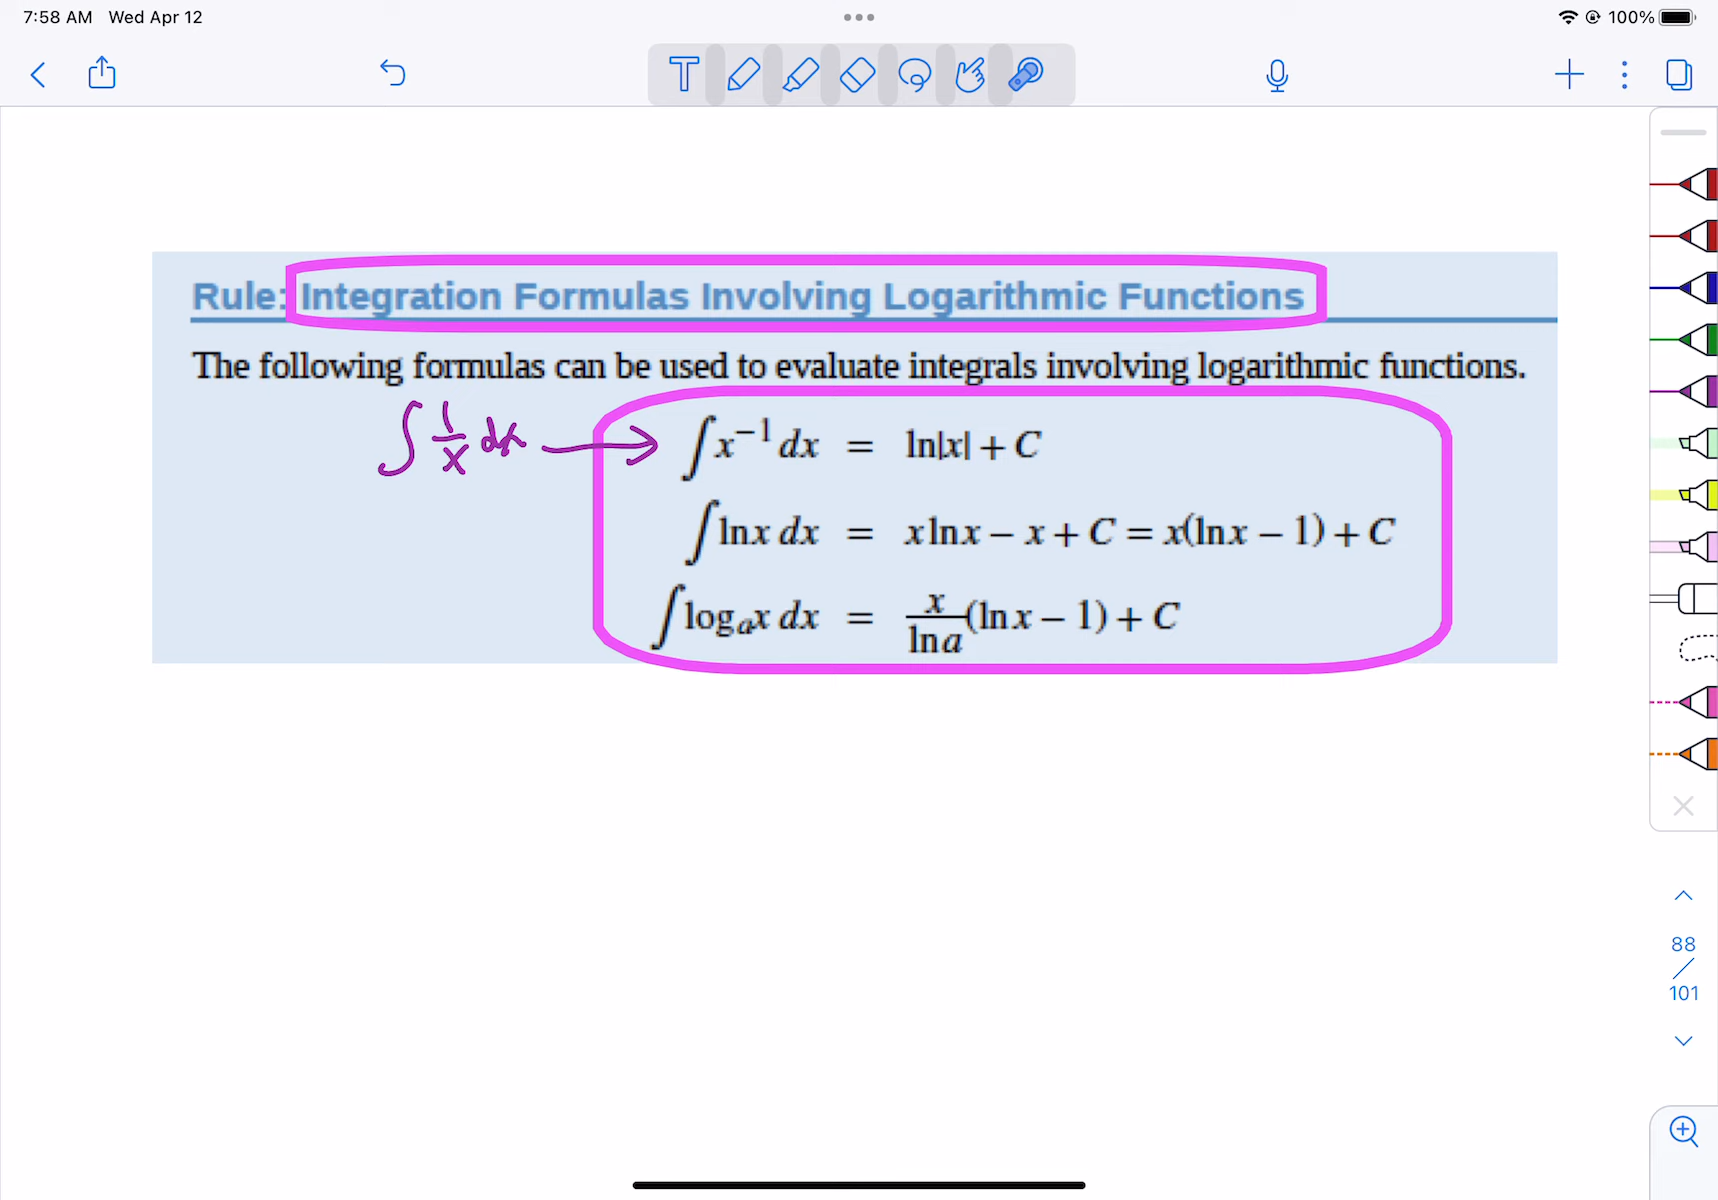 7:58 AM Wed Apr 12
100%
T
Rule: Integration Formulas Involving Logarithmic Functions
The following formulas can be used to evaluate integrals involving logarithmic functions.
∫ 1/x dx → ∫ x⁻¹ dx = ln|x| + C
∫ ln x dx = x ln x − x + C = x(ln x − 1) + C
∫ logₐx dx = x/ln a (ln x − 1) + C
88
/
101